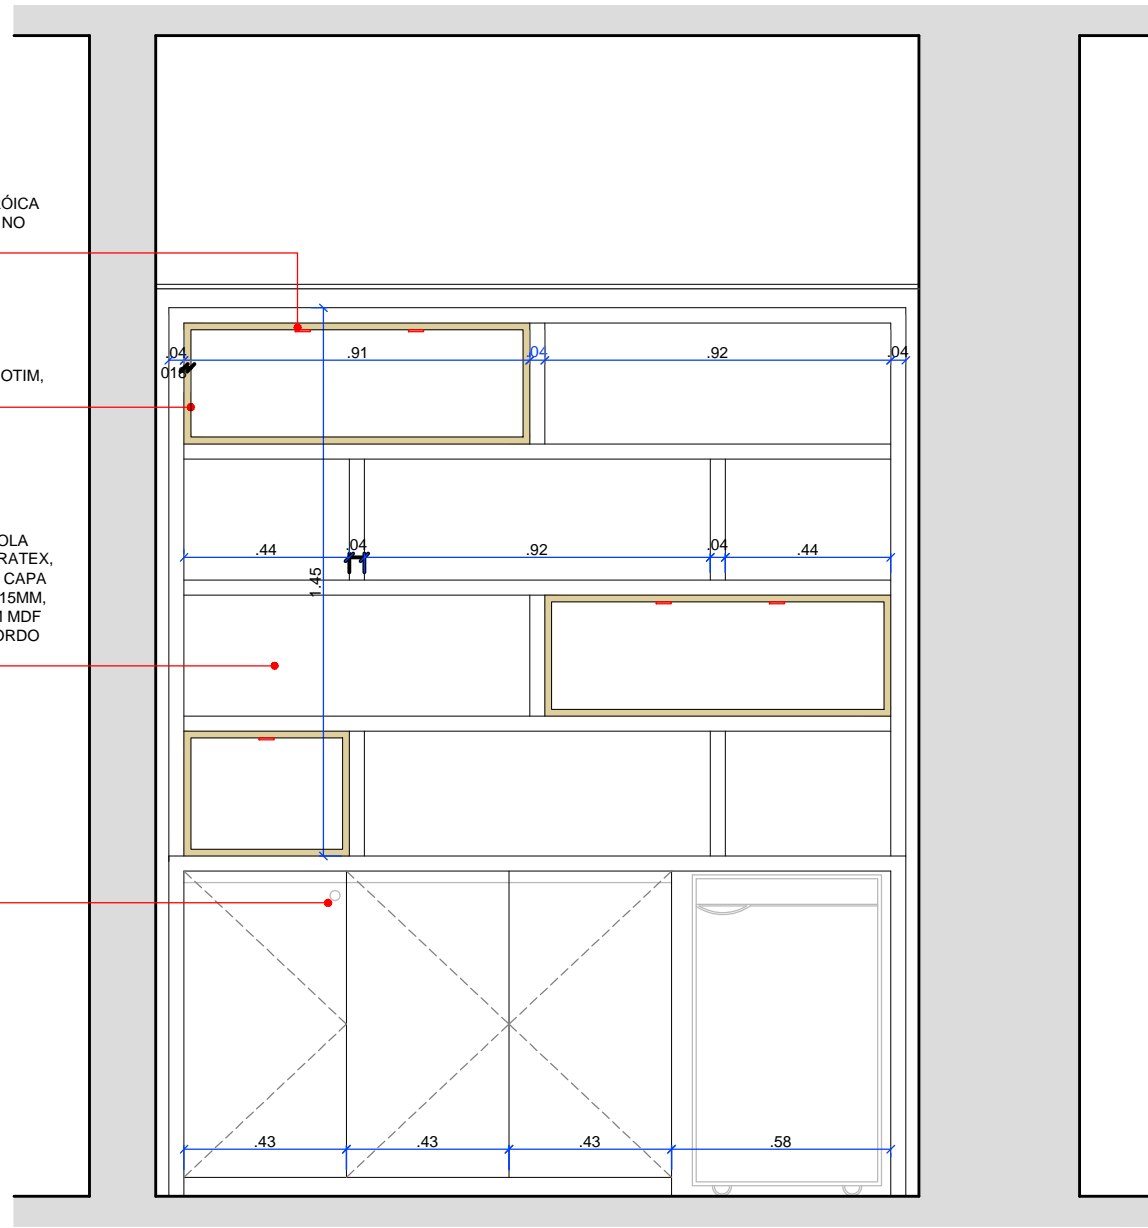 ÓICA
NO
OTIM,
OLA
RATEX,
CAPA
15MM,
MDF
ORDO
.04
.91
.04
.92
.04
016
.44
.04
.92
.04
.44
1.45
.43
.43
.43
.58